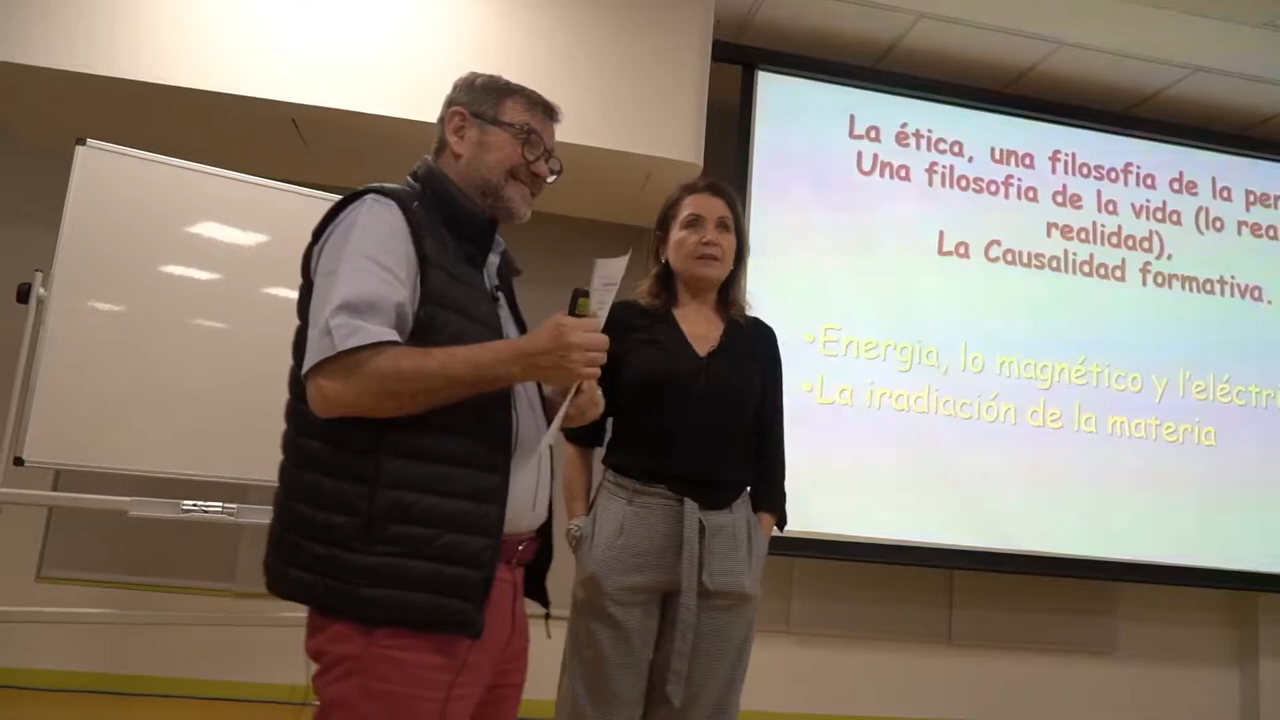 La ética, una filosofia de la per
Una filosofia de la vida (lo rea
realidad),
La Causalidad formativa.
•Energia, lo magnético y l'eléctri
•La iradiación de la materia